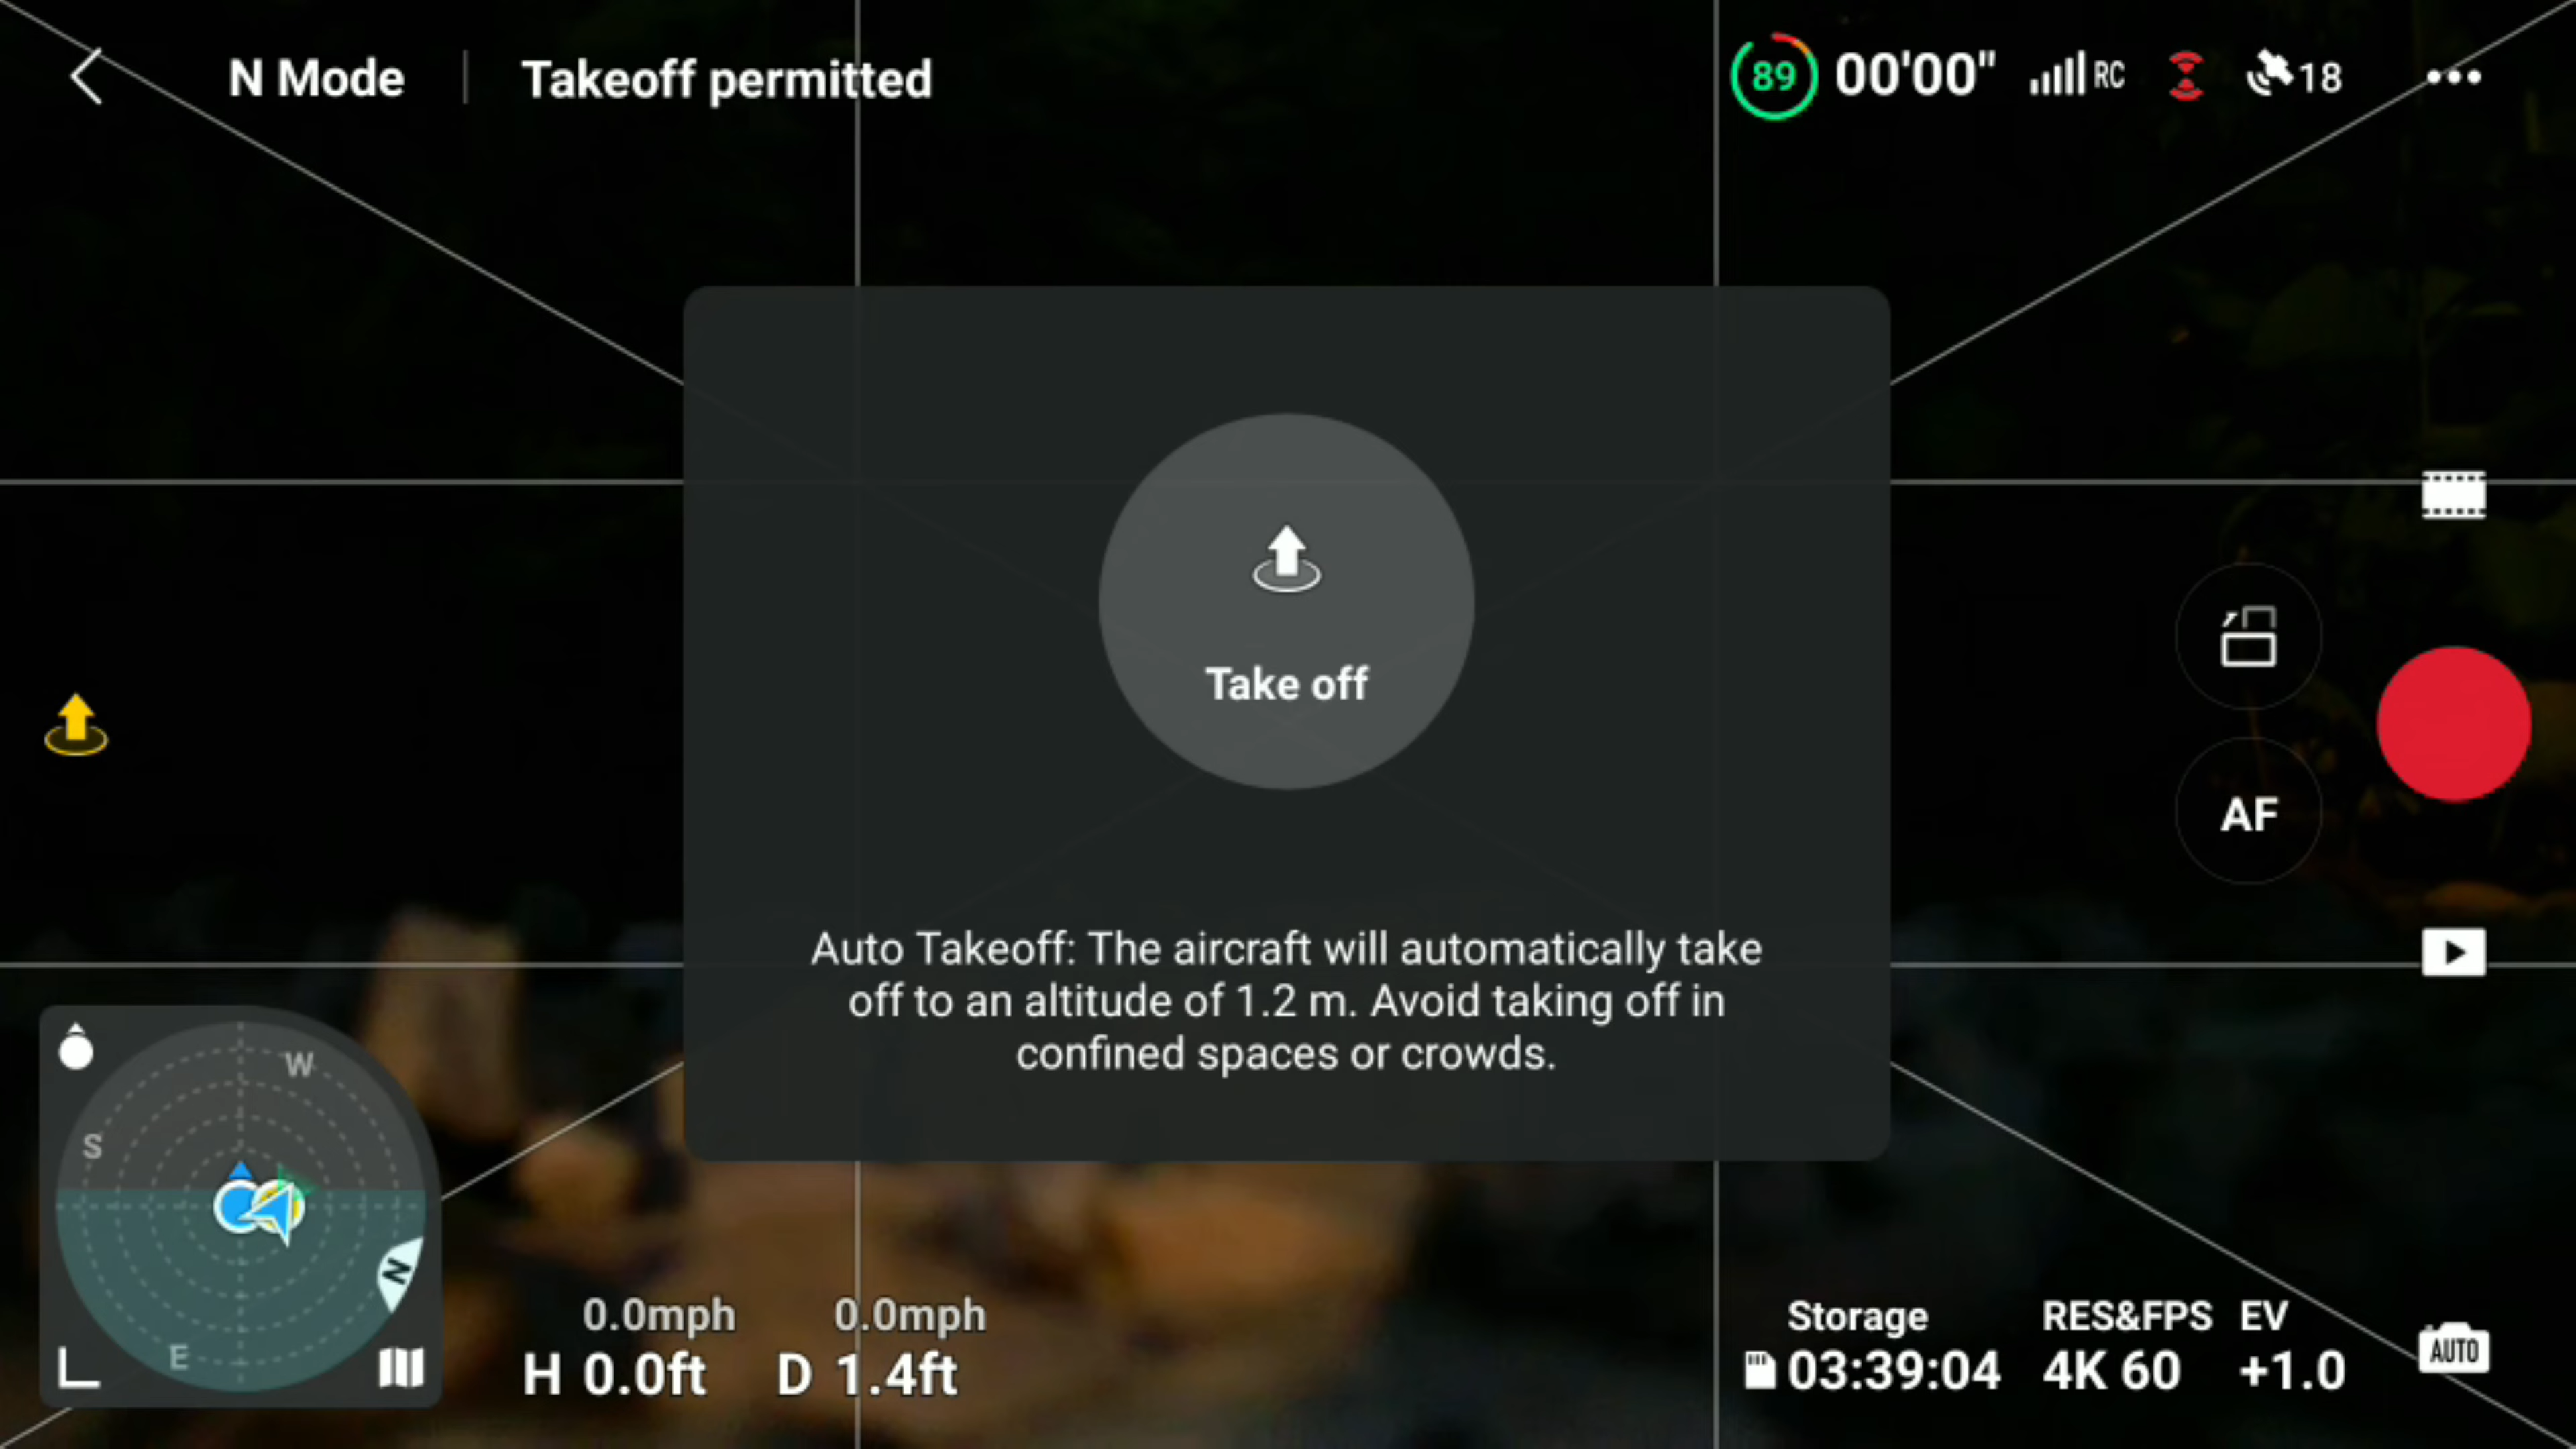 N Mode | Takeoff permitted
89 00'00" RC 18
Take off
AF
Auto Takeoff: The aircraft will automatically take
off to an altitude of 1.2 m. Avoid taking off in
confined spaces or crowds.
W
S
N
E
0.0mph 0.0mph
H 0.0ft D 1.4ft
Storage RES&FPS EV
03:39:04 4K 60 +1.0
AUTO